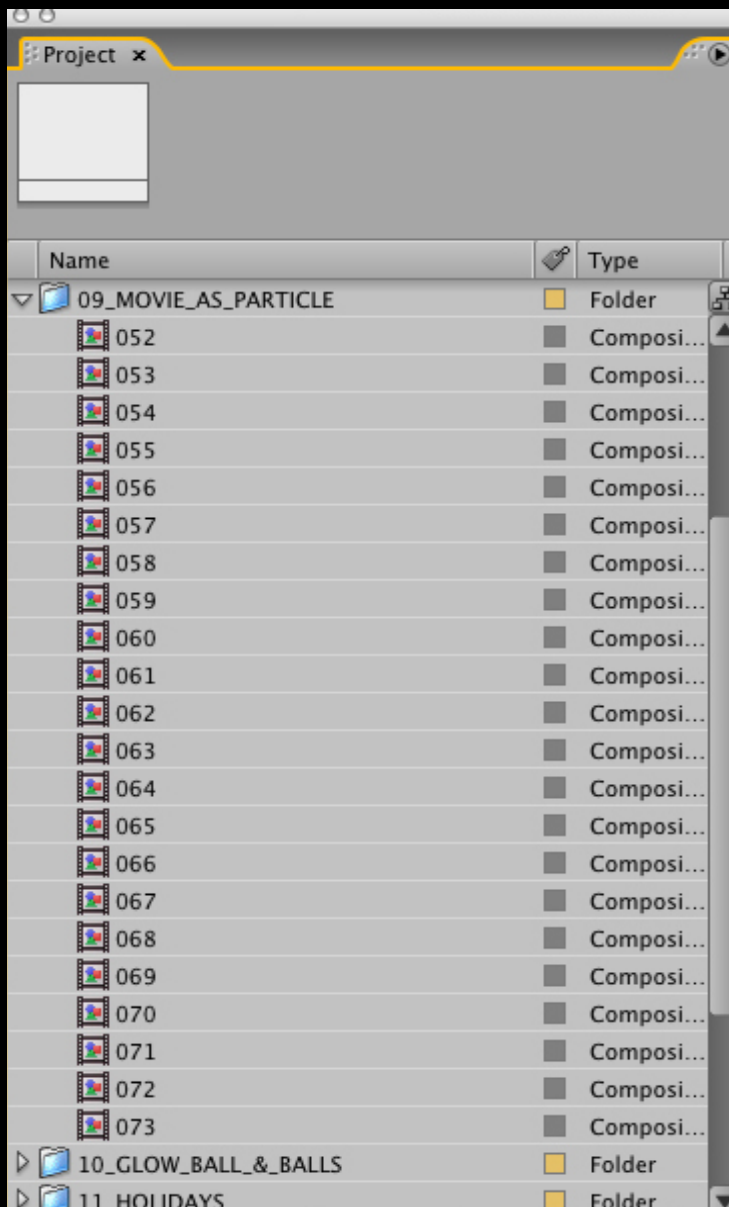 Project x
Name Type
09_MOVIE_AS_PARTICLE Folder
052 Composi...
053 Composi...
054 Composi...
055 Composi...
056 Composi...
057 Composi...
058 Composi...
059 Composi...
060 Composi...
061 Composi...
062 Composi...
063 Composi...
064 Composi...
065 Composi...
066 Composi...
067 Composi...
068 Composi...
069 Composi...
070 Composi...
071 Composi...
072 Composi...
073 Composi...
10_GLOW_BALL_&_BALLS Folder
11_HOLIDAYS Folder